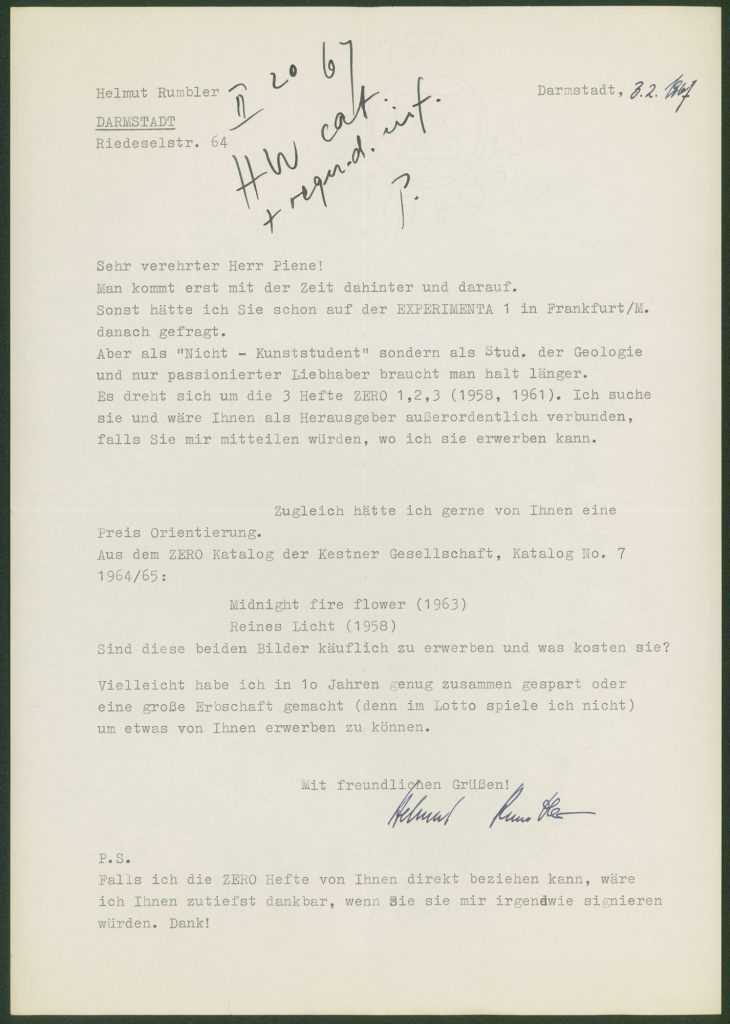 Helmut Rumbler
DARMSTADT
Riedeselstr. 64
Darmstadt, 3.2. 1967
II 20 67
HW cat.
+ inf.
P.
Sehr verehrter Herr Piene!
Man kommt erst mit der Zeit dahinter und darauf.
Sonst hätte ich Sie schon auf der EXPERIMENTA 1 in Frankfurt/M.
danach gefragt.
Aber als "Nicht - Kunststudent" sondern als Stud. der Geologie
und nur passionierter Liebhaber braucht man halt länger.
Es dreht sich um die 3 Hefte ZERO 1,2,3 (1958, 1961). Ich suche
sie und wäre Ihnen als Herausgeber außerordentlich verbunden,
falls Sie mir mitteilen würden, wo ich sie erwerben kann.
Zugleich hätte ich gerne von Ihnen eine
Preis Orientierung.
Aus dem ZERO Katalog der Kestner Gesellschaft, Katalog No. 7
1964/65:
Midnight fire flower (1963)
Reines Licht (1958)
Sind diese beiden Bilder käuflich zu erwerben und was kosten sie?
Vielleicht habe ich in 1o Jahren genug zusammen gespart oder
eine große Erbschaft gemacht (denn im Lotto spiele ich nicht)
um etwas von Ihnen erwerben zu können.
Mit freundlichen Grüßen!
Helmut Rumbler
P.S.
Falls ich die ZERO Hefte von Ihnen direkt beziehen kann, wäre
ich Ihnen zutiefst dankbar, wenn Sie sie mir irgendwie signieren
würden. Dank!